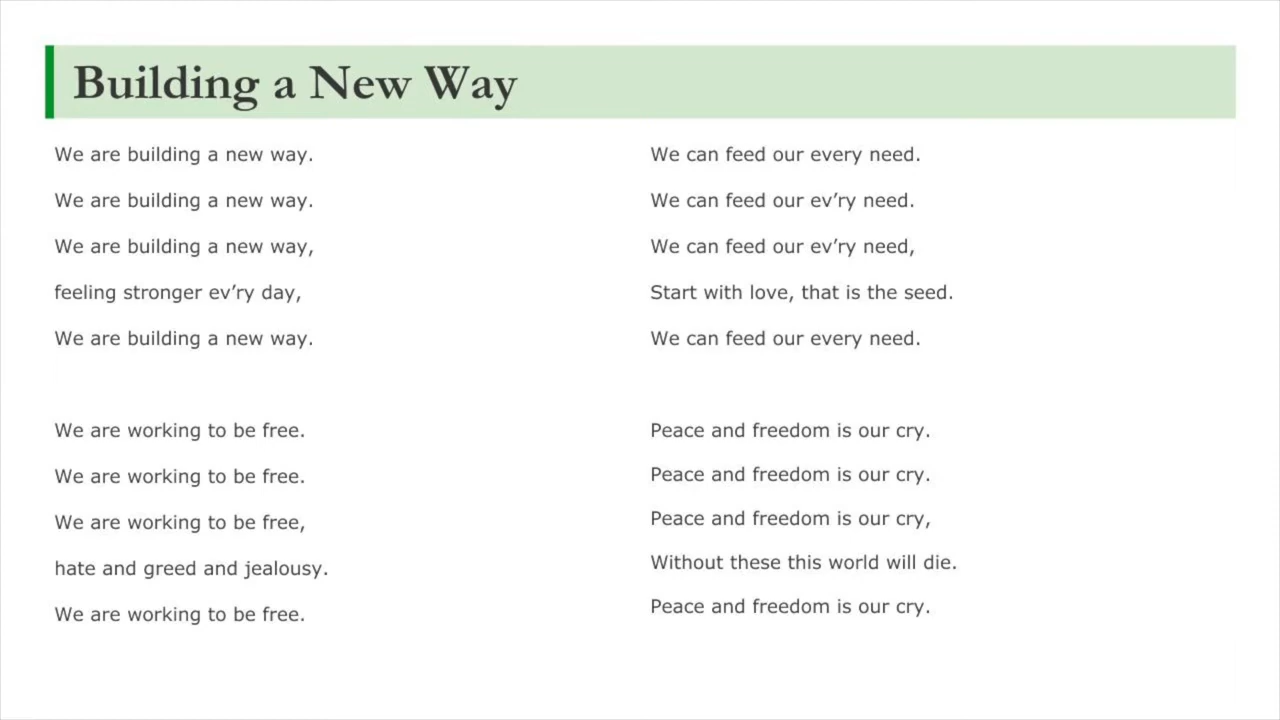 Building a New Way
We are building a new way.
We are building a new way.
We are building a new way,
feeling stronger ev’ry day,
We are building a new way.
We are working to be free.
We are working to be free.
We are working to be free,
hate and greed and jealousy.
We are working to be free.
We can feed our every need.
We can feed our ev’ry need.
We can feed our ev’ry need,
Start with love, that is the seed.
We can feed our every need.
Peace and freedom is our cry.
Peace and freedom is our cry.
Peace and freedom is our cry,
Without these this world will die.
Peace and freedom is our cry.